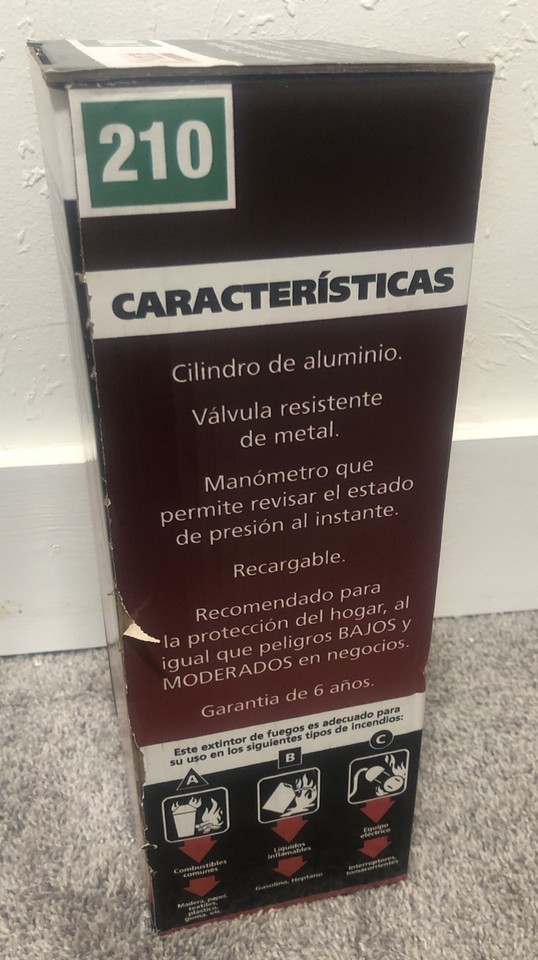 210
CARACTERÍSTICAS
Cilindro de aluminio.
Válvula resistente
de metal.
Manómetro que
permite revisar el estado
de presión al instante.
Recargable.
Recomendado para
la protección del hogar, al
igual que peligros BAJOS y
MODERADOS en negocios.
Garantia de 6 años.
Este extintor de fuegos es adecuado para
su uso en los siguientes tipos de incendios:
A
B
C
Combustibles
comunes
Líquidos
inflamables
Equipo
eléctrico
Madera, papel,
textiles,
plástico,
goma, etc.
Gasolina, Heptano
Interruptores,
tomacorrientes